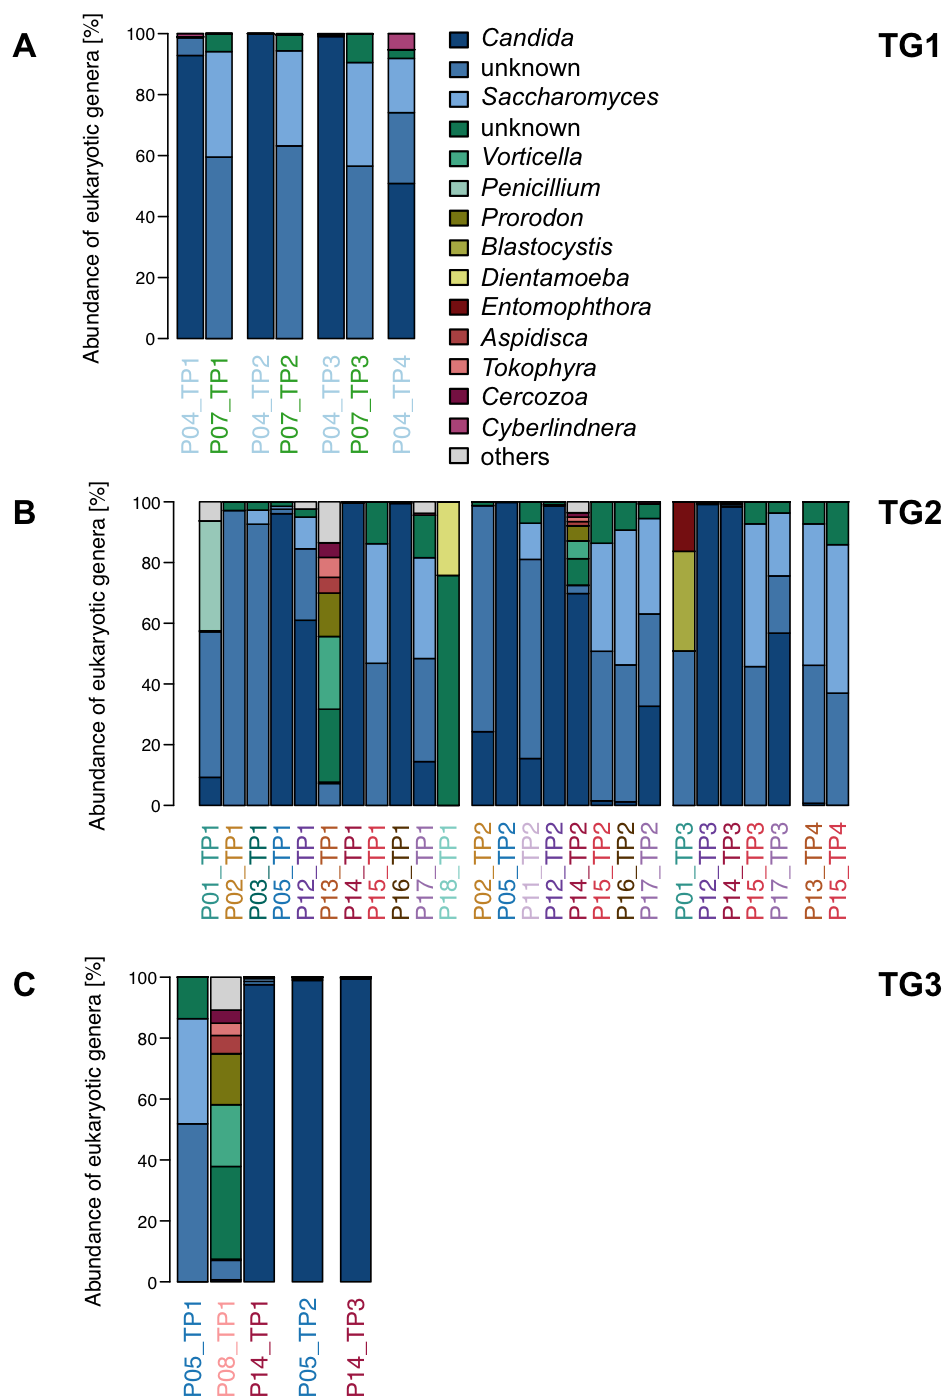 A
TG1
Abundance of eukaryotic genera [%]
100
80
60
40
20
0
P04_TP1
P07_TP1
P04_TP2
P07_TP2
P04_TP3
P07_TP3
P04_TP4
Candida
unknown
Saccharomyces
unknown
Vorticella
Penicillium
Prorodon
Blastocystis
Dientamoeba
Entomophthora
Aspidisca
Tokophyra
Cercozoa
Cyberlindnera
others
B
TG2
Abundance of eukaryotic genera [%]
100
80
60
40
20
0
P01_TP1
P02_TP1
P03_TP1
P05_TP1
P12_TP1
P13_TP1
P14_TP1
P15_TP1
P16_TP1
P17_TP1
P18_TP1
P02_TP2
P05_TP2
P11_TP2
P12_TP2
P14_TP2
P15_TP2
P16_TP2
P17_TP2
P01_TP3
P12_TP3
P14_TP3
P15_TP3
P17_TP3
P13_TP4
P15_TP4
C
TG3
Abundance of eukaryotic genera [%]
100
80
60
40
20
0
P05_TP1
P08_TP1
P14_TP1
P05_TP2
P14_TP3